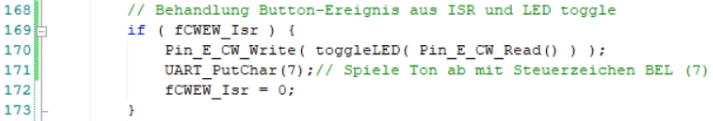 168 // Behandlung Button-Ereignis aus ISR und LED toggle
169 if ( fCWEW_Isr ) {
170 Pin_E_CW_Write( toggleLED( Pin_E_CW_Read() ) );
171 UART_PutChar(7);// Spiele Ton ab mit Steuerzeichen BEL (7)
172 fCWEW_Isr = 0;
173 }